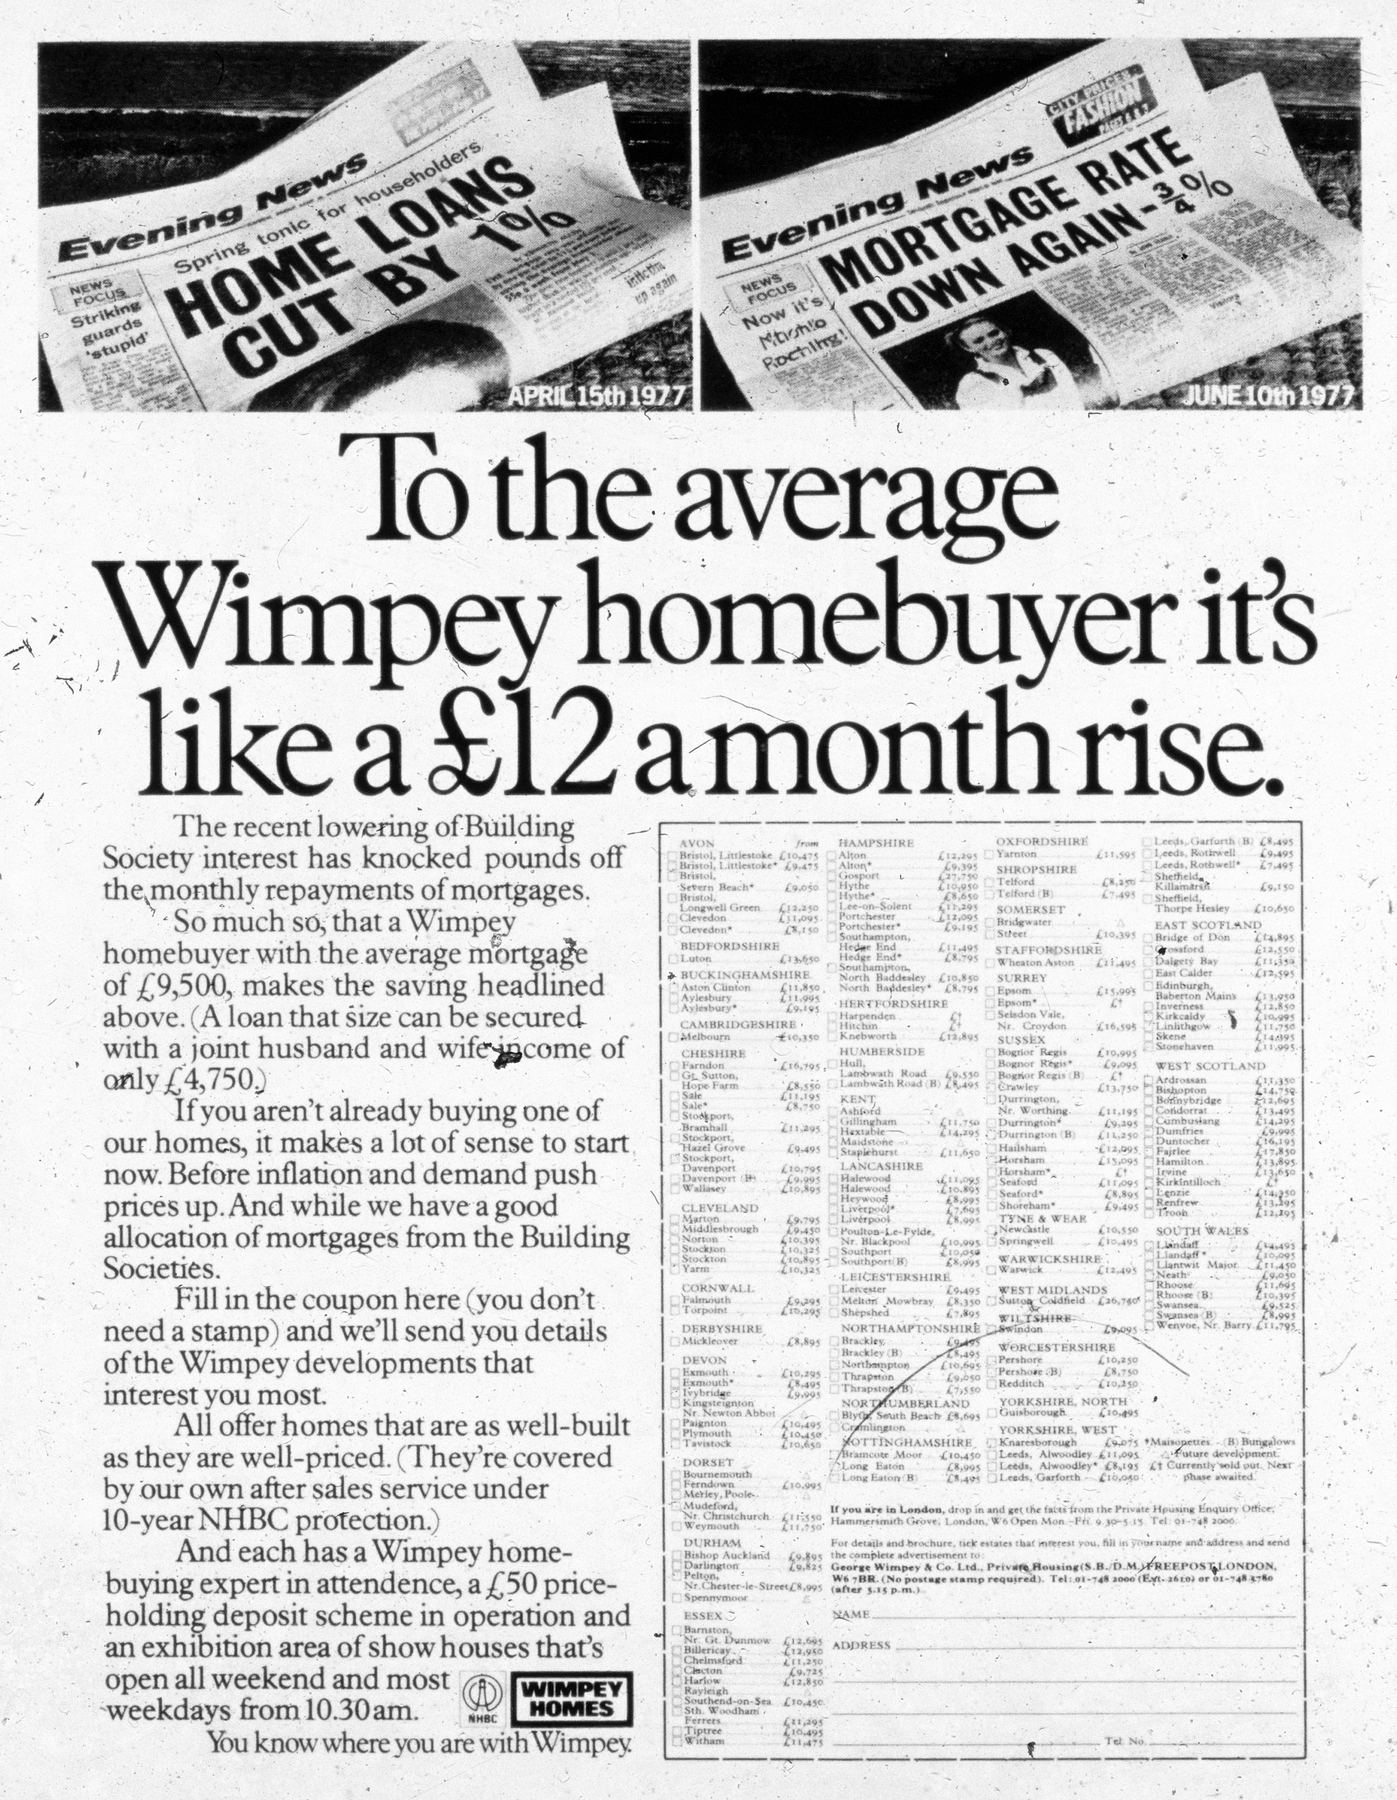 Evening News
Spring tonic for householders
HOME LOANS
CUT BY 1%
NEWS
FOCUS
Striking
guards
'stupid'
up again
APRIL 15th 1977
CITY PRICES
FASHION
Evening News
MORTGAGE RATE
DOWN AGAIN-¾%
NEWS
FOCUS
Now it's
JUNE 10th 1977
To the average
Wimpey homebuyer it's
like a £12 a month rise.
The recent lowering of Building
Society interest has knocked pounds off
the monthly repayments of mortgages.
So much so, that a Wimpey
homebuyer with the average mortgage
of £9,500, makes the saving headlined
above. (A loan that size can be secured
with a joint husband and wife income of
only £4,750.)
If you aren't already buying one of
our homes, it makes a lot of sense to start
now. Before inflation and demand push
prices up. And while we have a good
allocation of mortgages from the Building
Societies.
Fill in the coupon here (you don't
need a stamp) and we'll send you details
of the Wimpey developments that
interest you most.
All offer homes that are as well-built
as they are well-priced. (They're covered
by our own after sales service under
10-year NHBC protection.)
And each has a Wimpey home-
buying expert in attendence, a £50 price-
holding deposit scheme in operation and
an exhibition area of show houses that's
open all weekend and most
weekdays from 10.30am.
NHBC
WIMPEY
HOMES
You know where you are with Wimpey.
AVON from
Bristol, Littlestoke £10,475
Bristol, Littlestoke* £9,475
Bristol,
Severn Beach* £9,050
Bristol,
Longwell Green £12,250
Clevedon £11,095
Clevedon* £8,150
BEDFORDSHIRE
Luton £13,650
BUCKINGHAMSHIRE
Aston Clinton £11,850
Aylesbury £11,995
Aylesbury* £9,195
CAMBRIDGESHIRE
Melbourn £10,350
CHESHIRE
Farndon £16,795
Gt. Sutton,
Hope Farm £8,550
Sale £11,195
Sale* £8,750
Stockport,
Bramhall £11,295
Stockport,
Hazel Grove £9,495
Stockport,
Davenport £10,795
Davenport (B) £9,995
Wallasey £10,895
CLEVELAND
Marton £9,795
Middlesbrough £9,450
Norton £10,395
Stockton £10,325
Stockton £10,895
Yarm £10,325
CORNWALL
Falmouth £9,295
Torpoint £10,295
DERBYSHIRE
Mickleover £8,895
DEVON
Exmouth £10,295
Exmouth* £8,495
Ivybridge £9,995
Kingsteignton
Nr. Newton Abbot
Paignton £10,495
Plymouth £10,450
Tavistock £10,650
DORSET
Bournemouth
Ferndown £10,995
Merley, Poole
Mudeford,
Nr. Christchurch £11,550
Weymouth £11,750
DURHAM
Bishop Auckland £9,895
Darlington £9,825
Pelton,
Nr. Chester-le-Street £8,995
Spennymoor
ESSEX
Barnston,
Nr. Gt. Dunmow £12,695
Billericay £12,950
Chelmsford £11,250
Clacton £9,725
Harlow £12,850
Rayleigh
Southend-on-Sea £10,450
Sth. Woodham
Ferrers £11,295
Tiptree £10,495
Witham £11,475
HAMPSHIRE
Alton £12,295
Alton* £9,395
Gosport £27,750
Hythe £10,950
Hythe* £8,650
Lee-on-Solent £12,295
Portchester £12,095
Portchester* £9,195
Southampton,
Hedge End £11,495
Hedge End* £8,795
Southampton,
North Baddesley £10,850
North Baddesley* £8,795
HERTFORDSHIRE
Harpenden £†
Hitchin £†
Knebworth £12,895
HUMBERSIDE
Hull,
Lambwath Road £9,550
Lambwath Road (B) £8,495
KENT
Ashford
Gillingham £11,750
Hextable £14,295
Maidstone
Staplehurst £11,650
LANCASHIRE
Halewood £11,095
Halewood £10,895
Heywood £8,995
Liverpool* £7,695
Liverpool £8,995
Poulton-Le-Fylde,
Nr. Blackpool £10,995
Southport £10,050
Southport (B) £8,995
LEICESTERSHIRE
Leicester £9,495
Melton Mowbray £8,350
Shepshed £7,895
NORTHAMPTONSHIRE
Brackley £9,495
Brackley (B) £8,495
Northampton £10,695
Thrapston £9,050
Thrapston (B) £7,550
NORTHUMBERLAND
Blyth, South Beach £8,695
Cramlington
NOTTINGHAMSHIRE
Bramcote Moor £10,450
Long Eaton £8,995
Long Eaton (B) £8,495
OXFORDSHIRE
Yarnton £11,595
SHROPSHIRE
Telford £8,250
Telford (B) £7,495
SOMERSET
Bridgwater
Street £10,395
STAFFORDSHIRE
Wheaton Aston £11,495
SURREY
Epsom £15,995
Epsom* £†
Selsdon Vale,
Nr. Croydon £16,595
SUSSEX
Bognor Regis £10,995
Bognor Regis* £9,095
Bognor Regis (B) £†
Crawley £13,750
Durrington,
Nr. Worthing £11,195
Durrington* £9,295
Durrington (B) £11,250
Hailsham £12,095
Horsham £15,095
Horsham* £†
Seaford £11,095
Seaford* £8,895
Shoreham* £9,495
TYNE & WEAR
Newcastle £10,550
Springwell £10,495
WARWICKSHIRE
Warwick £12,495
WEST MIDLANDS
Sutton Coldfield £26,750
WILTSHIRE
Swindon £9,095
WORCESTERSHIRE
Pershore £10,250
Pershore (B) £8,750
Redditch £10,250
YORKSHIRE, NORTH
Guisborough £10,495
YORKSHIRE, WEST
Knaresborough £9,075
Leeds, Alwoodley £11,095
Leeds, Alwoodley* £8,195
Leeds, Garforth £10,050
Leeds, Garforth (B) £8,495
Leeds, Rothwell £9,495
Leeds, Rothwell* £7,495
Sheffield,
Killamarsh £9,150
Sheffield,
Thorpe Hesley £10,650
EAST SCOTLAND
Bridge of Don £14,895
Crossford £12,550
Dalgety Bay £11,350
East Calder £12,595
Edinburgh,
Baberton Mains £13,950
Inverness £12,850
Kirkcaldy £10,995
Linlithgow £11,750
Skene £14,195
Stonehaven £11,995
WEST SCOTLAND
Ardrossan £11,350
Bishopton £14,750
Bonnybridge £12,695
Condorrat £13,495
Cumbuslang £14,295
Dumfries £9,995
Duntocher £16,195
Fairlee £17,850
Hamilton £13,895
Irvine £13,650
Kirkintilloch £†
Lenzie £14,350
Renfrew £13,295
Troon £12,295
SOUTH WALES
Llandaff £14,495
Llandaff* £10,095
Llantwit Major £11,450
Neath £9,050
Rhoose £11,695
Rhoose (B) £10,395
Swansea £9,525
Swansea (B) £8,995
Wenvoe, Nr. Barry £11,795
*Maisonettes (B) Bungalows
△ Future development
£† Currently sold out. Next
phase awaited.
If you are in London, drop in and get the facts from the Private Housing Enquiry Office,
Hammersmith Grove, London, W6 Open Mon.-Fri. 9.30-5.15. Tel: 01-748 2000.
For details and brochure, tick estates that interest you, fill in your name and address and send
the complete advertisement to:
George Wimpey & Co. Ltd., Private Housing (S.B./D.M.) FREEPOST, LONDON,
W6 7BR. (No postage stamp required). Tel: 01-748 2000 (Ext. 2610) or 01-748 3780
(after 5.15 p.m.)
NAME
ADDRESS
Tel. No.